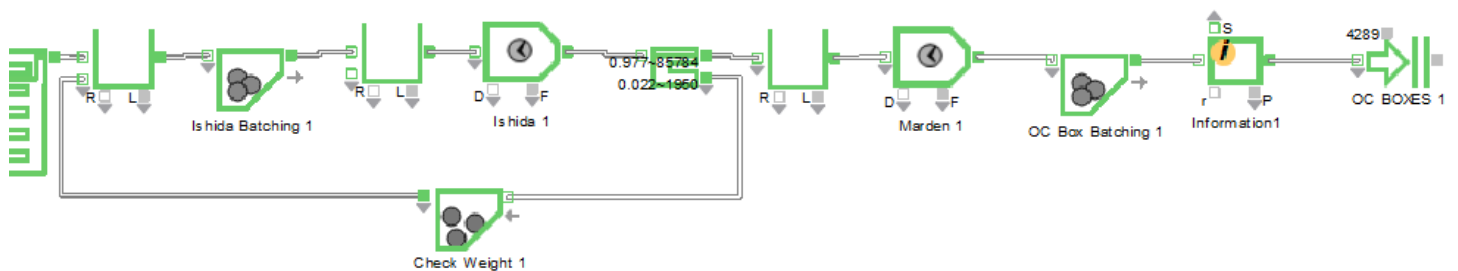 R L
Ishida Batching 1
R L
D F
Ishida 1
0.977~85784
0.022~1950
R L
D F
Marden 1
OC Box Batching 1
S
i
r P
Information1
4289
OC BOXES 1
Check Weight 1